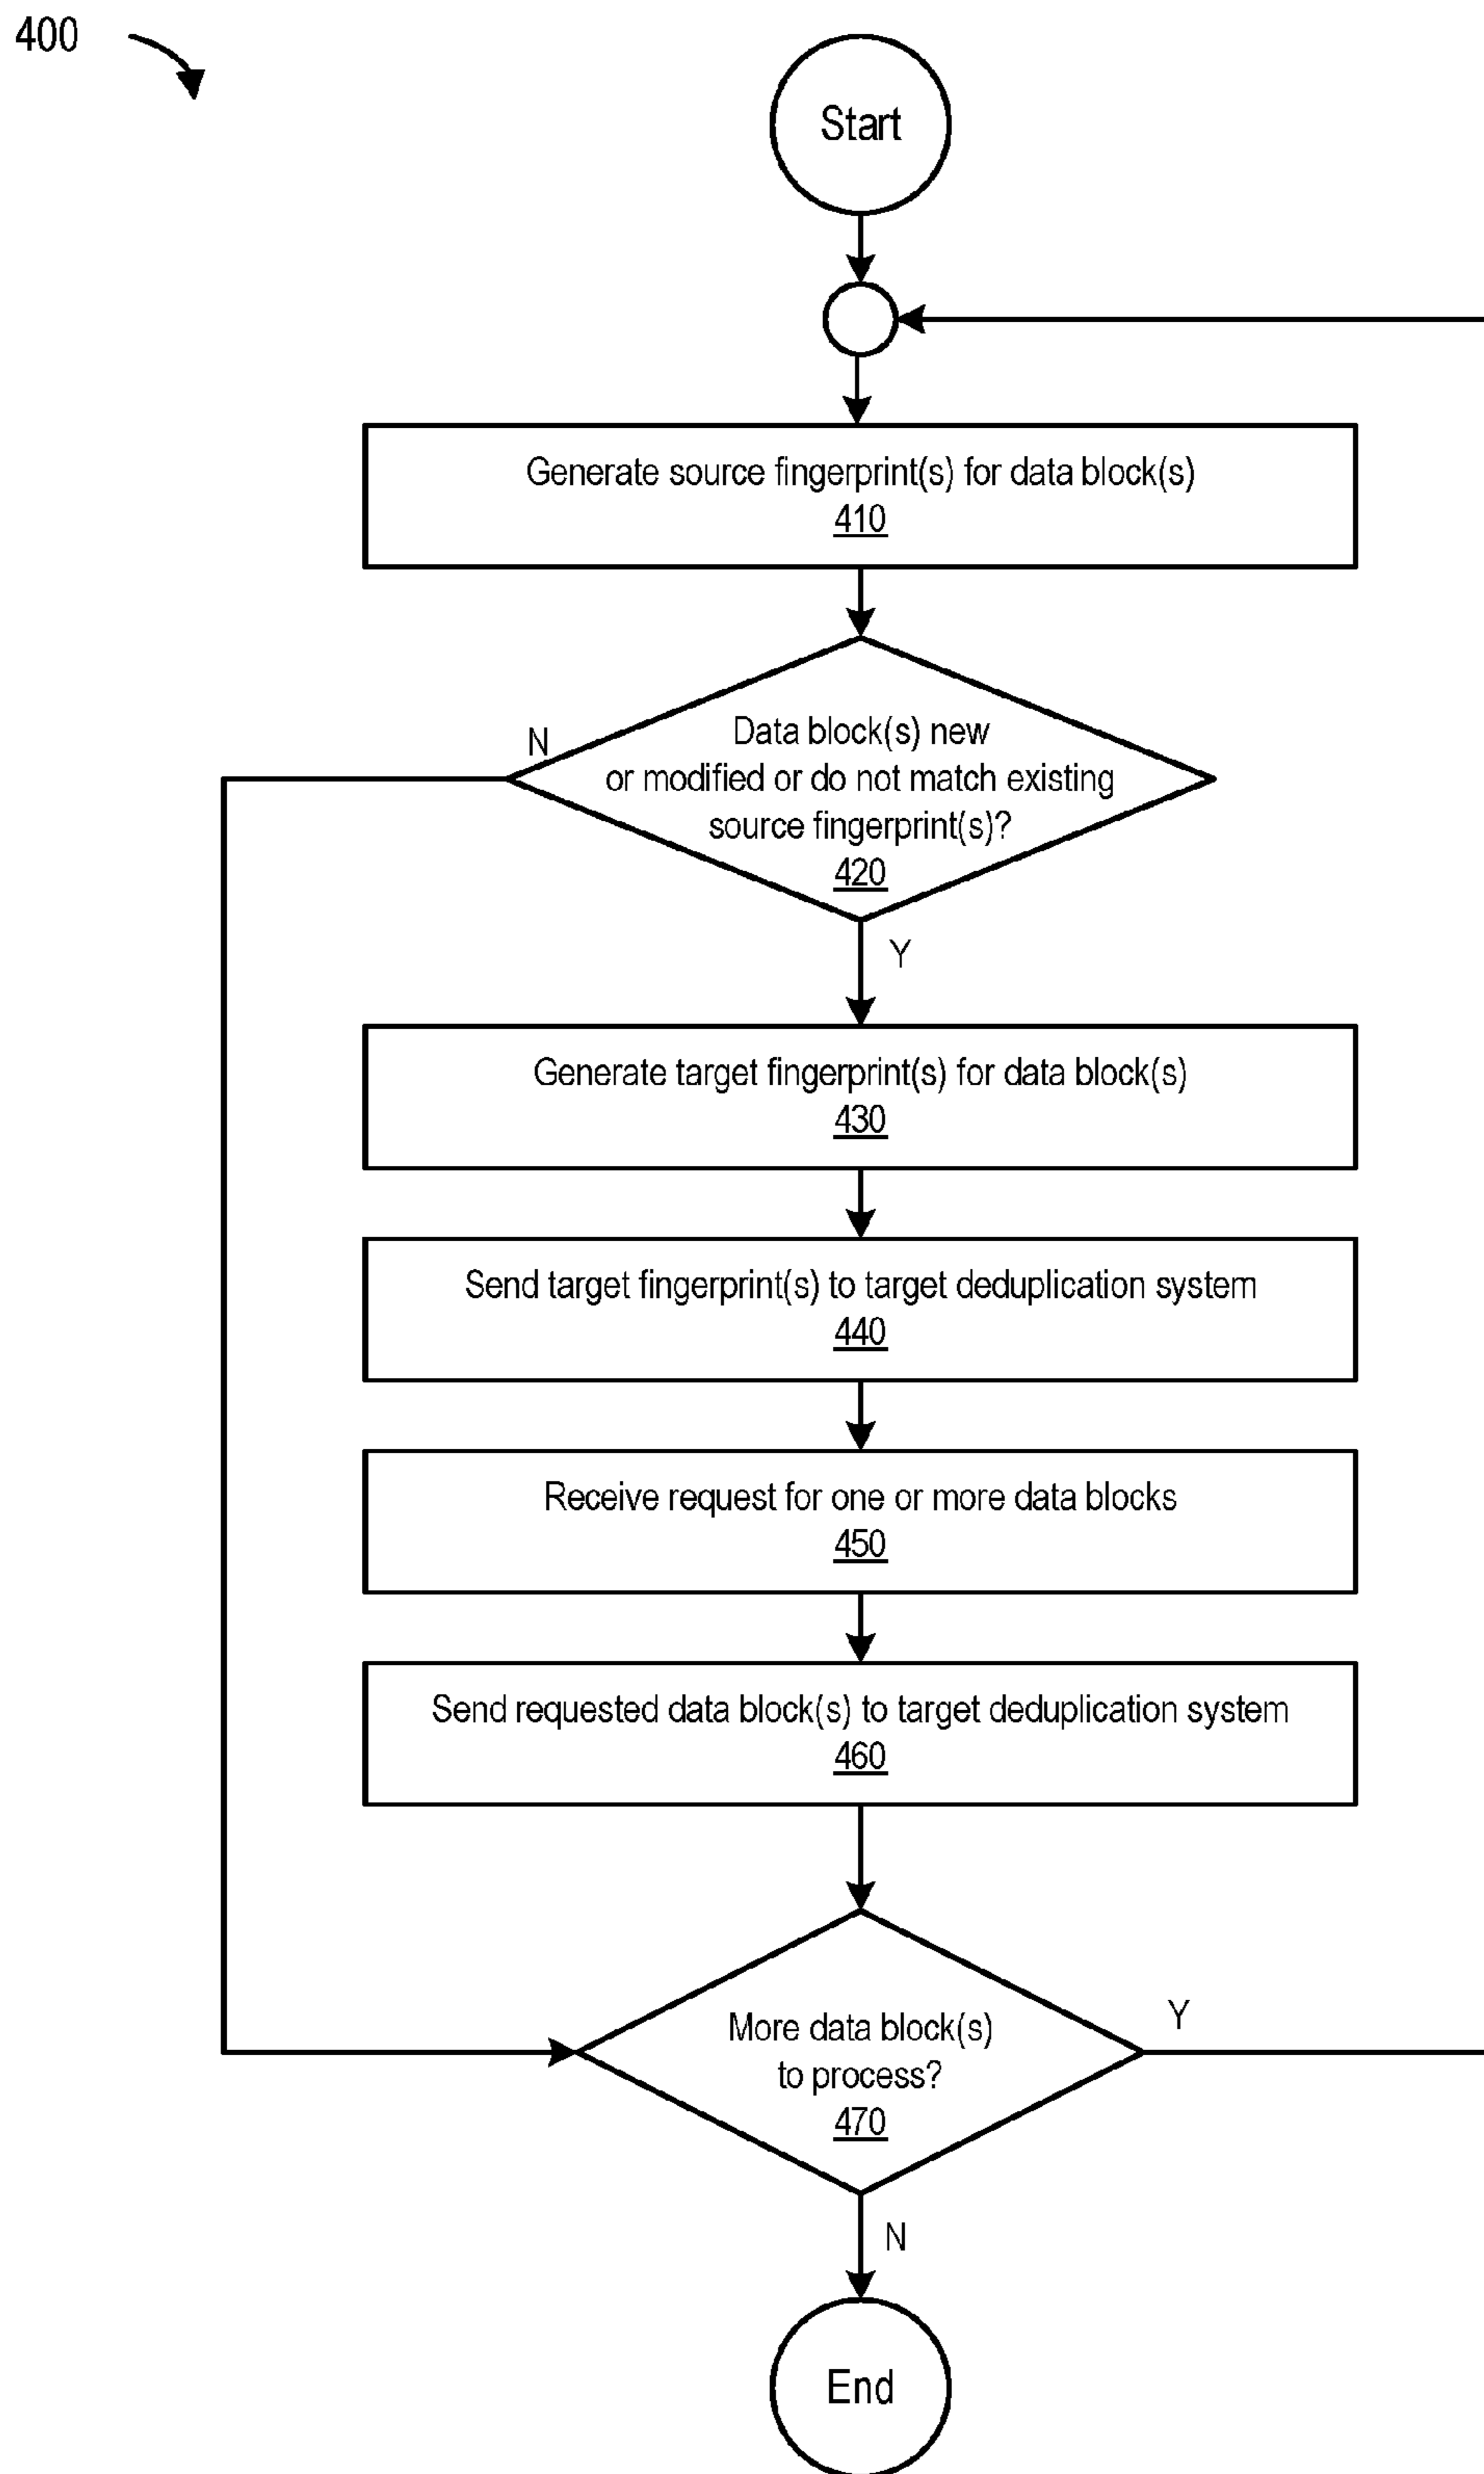 400
Start
Generate source fingerprint(s) for data block(s)
410
N
Data block(s) new
or modified or do not match existing
source fingerprint(s)?
420
Y
Generate target fingerprint(s) for data block(s)
430
Send target fingerprint(s) to target deduplication system
440
Receive request for one or more data blocks
450
Send requested data block(s) to target deduplication system
460
Y
More data block(s)
to process?
470
N
End